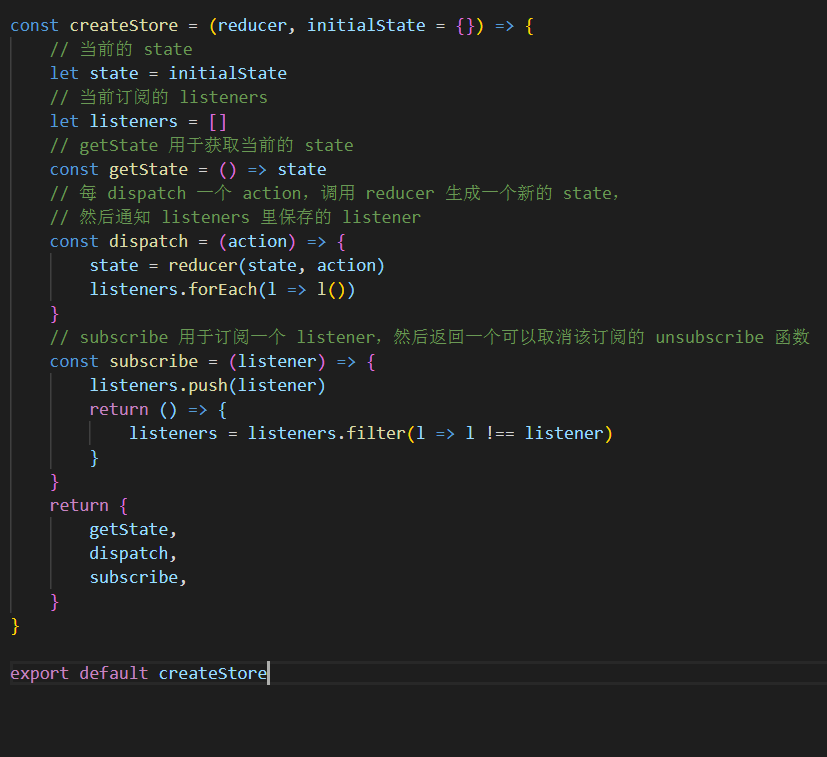 const createStore = (reducer, initialState = {}) => {
// 当前的 state
let state = initialState
// 当前订阅的 listeners
let listeners = []
// getState 用于获取当前的 state
const getState = () => state
// 每 dispatch 一个 action，调用 reducer 生成一个新的 state，
// 然后通知 listeners 里保存的 listener
const dispatch = (action) => {
state = reducer(state, action)
listeners.forEach(l => l())
}
// subscribe 用于订阅一个 listener，然后返回一个可以取消该订阅的 unsubscribe 函数
const subscribe = (listener) => {
listeners.push(listener)
return () => {
listeners = listeners.filter(l => l !== listener)
}
}
return {
getState,
dispatch,
subscribe,
}
}
export default createStore